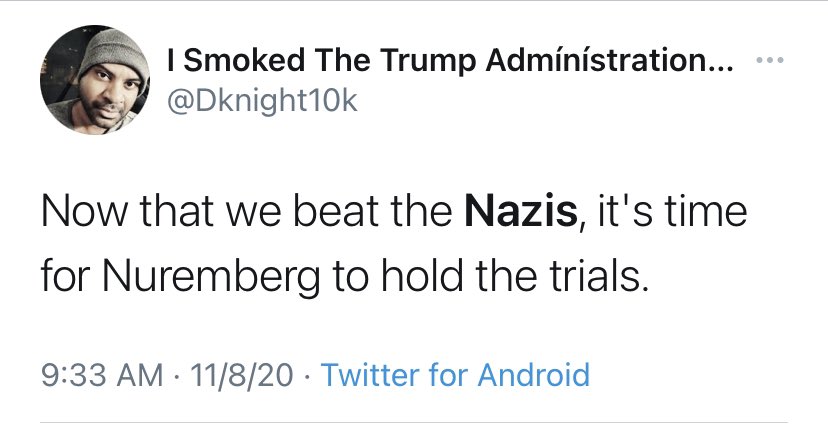 I Smoked The Trump Admínístration...
@Dknight10k
Now that we beat the Nazis, it's time
for Nuremberg to hold the trials.
9:33 AM · 11/8/20 · Twitter for Android